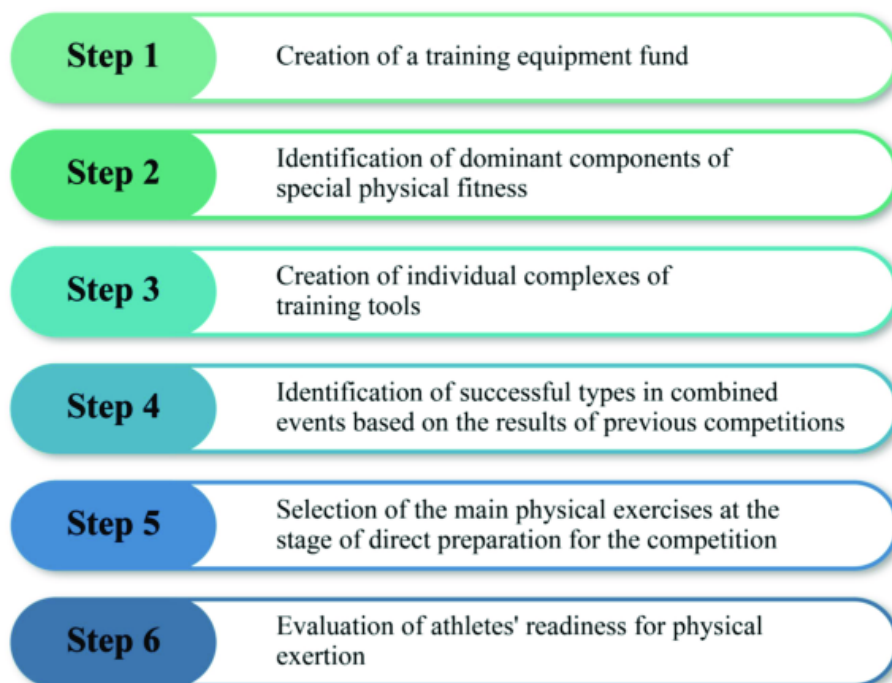 Step 1
Creation of a training equipment fund
Step 2
Identification of dominant components of
special physical fitness
Step 3
Creation of individual complexes of
training tools
Step 4
Identification of successful types in combined
events based on the results of previous competitions
Step 5
Selection of the main physical exercises at the
stage of direct preparation for the competition
Step 6
Evaluation of athletes' readiness for physical
exertion